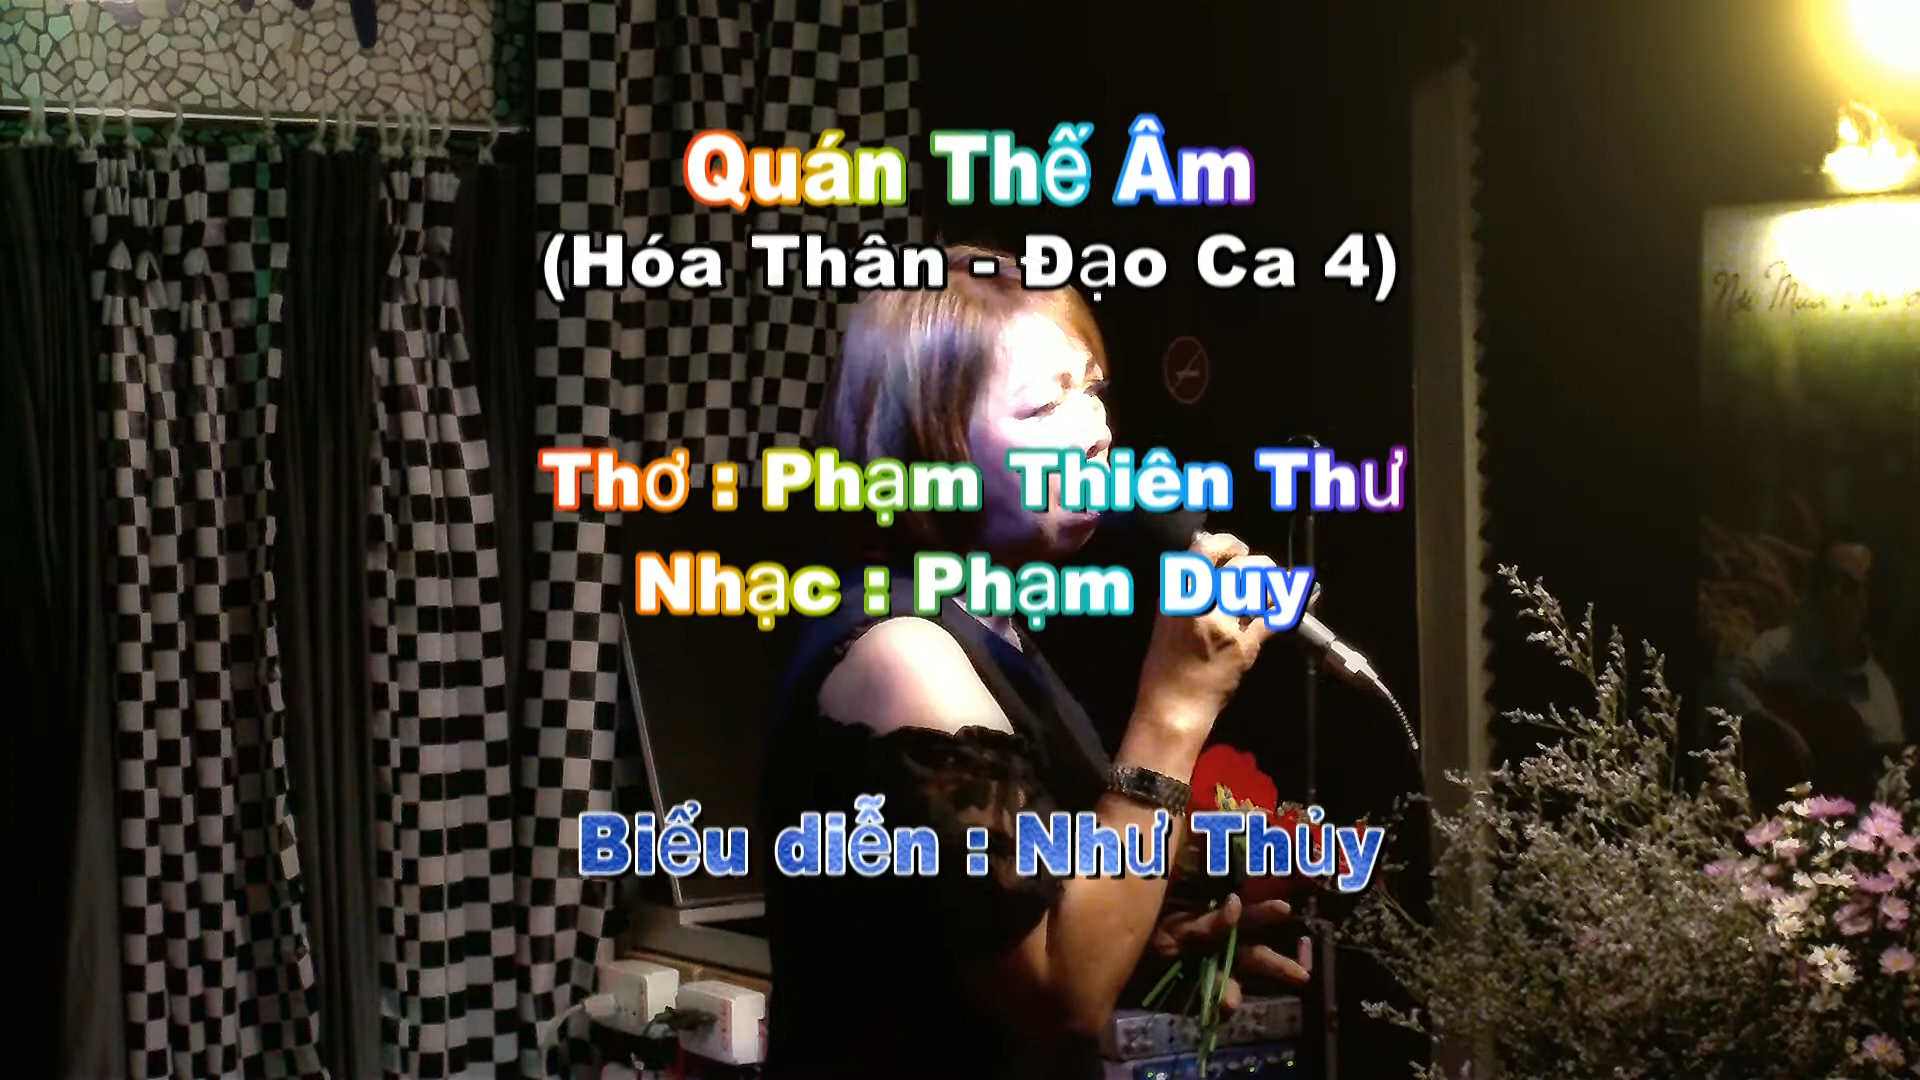 Quán Thế Âm
(Hóa Thân - Đạo Ca 4)
Thơ : Phạm Thiên Thư
Nhạc : Phạm Duy
Biểu diễn : Như Thủy